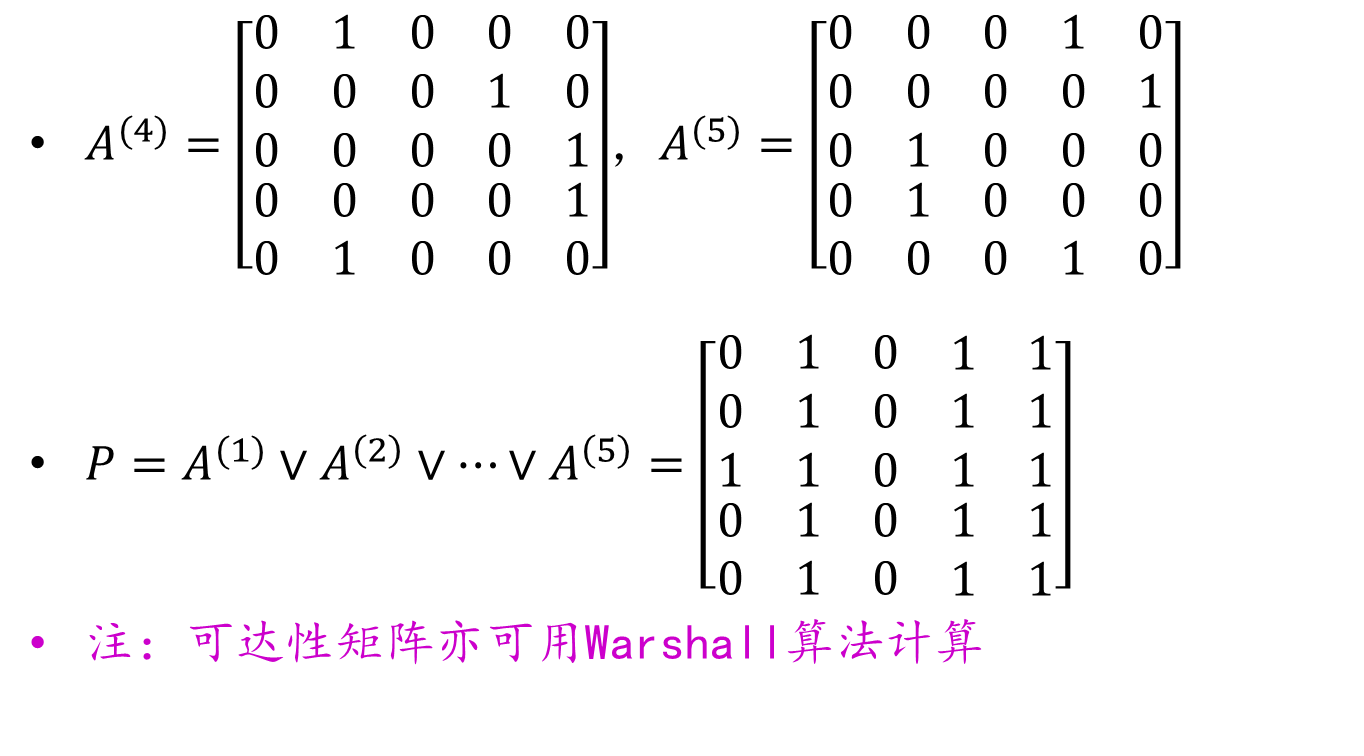 • A^(4) = [0 1 0 0 0; 0 0 0 1 0; 0 0 0 0 1; 0 0 0 0 1; 0 1 0 0 0], A^(5) = [0 0 0 1 0; 0 0 0 0 1; 0 1 0 0 0; 0 1 0 0 0; 0 0 0 1 0]
• P = A^(1) ∨ A^(2) ∨ ⋯ ∨ A^(5) = [0 1 0 1 1; 0 1 0 1 1; 1 1 0 1 1; 0 1 0 1 1; 0 1 0 1 1]
• 注：可达性矩阵亦可用Warshall算法计算